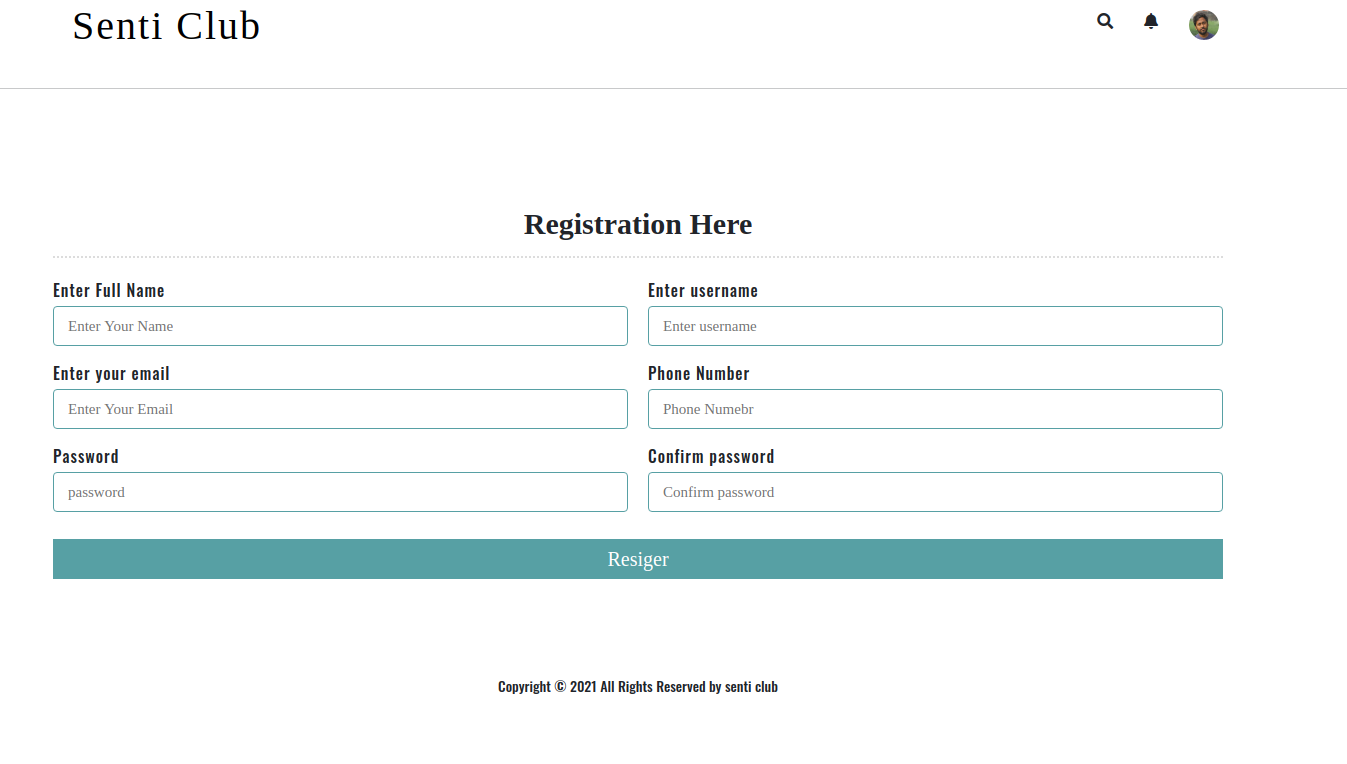 Senti Club
Registration Here
Enter Full Name
Enter username
Enter Your Name
Enter username
Enter your email
Phone Number
Enter Your Email
Phone Numebr
Password
Confirm password
password
Confirm password
Resiger
Copyright © 2021 All Rights Reserved by senti club